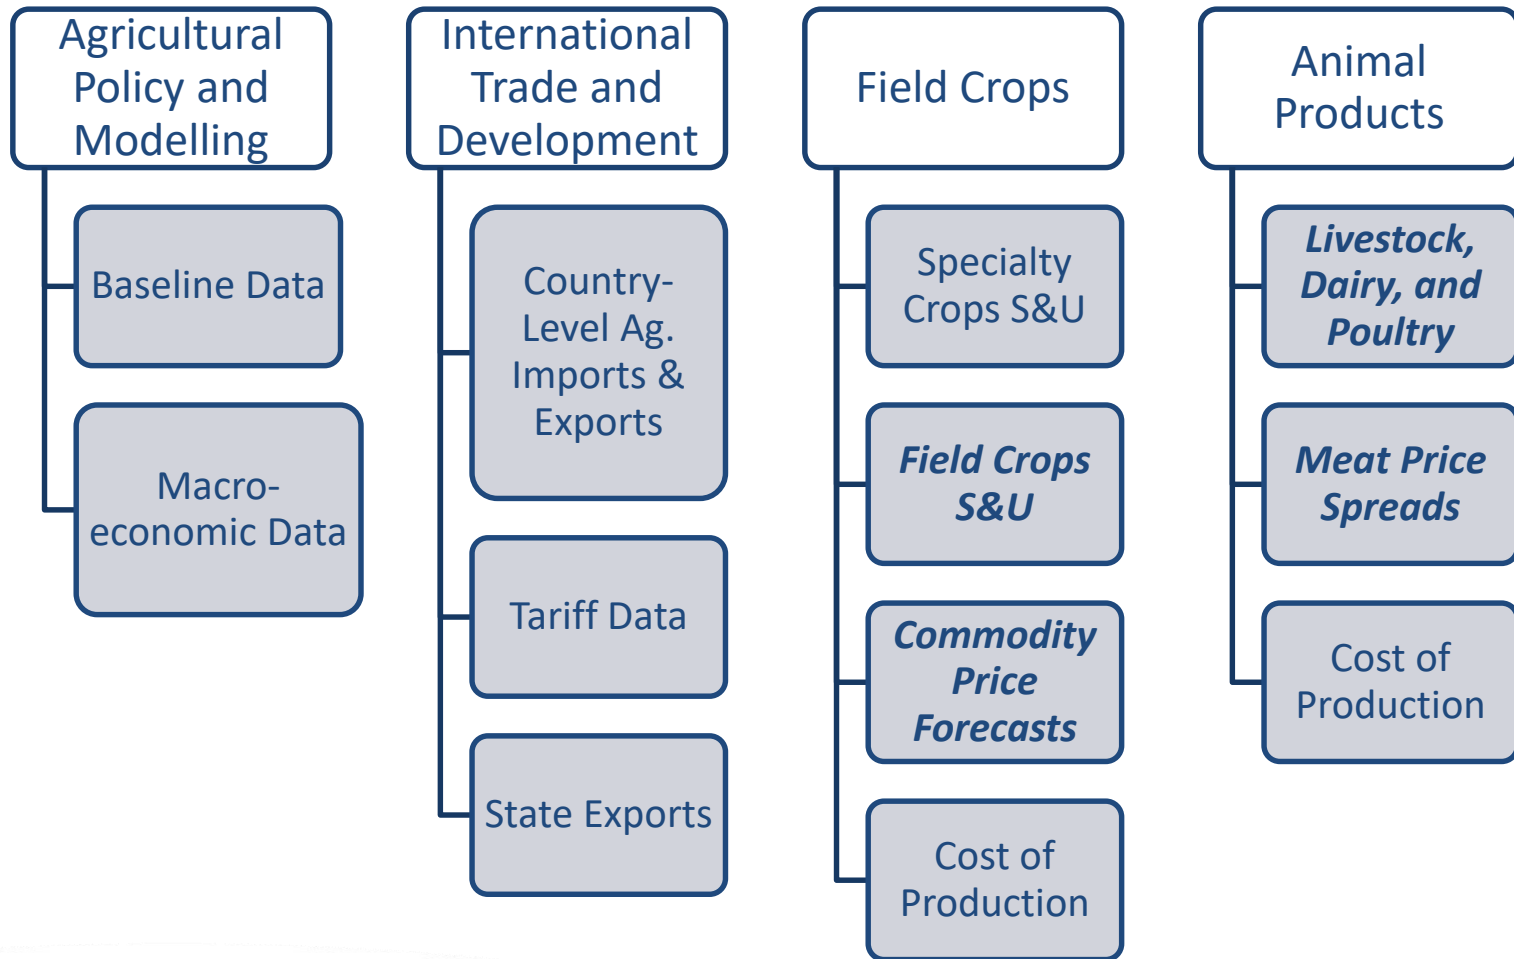 Agricultural
Policy and
Modelling
Baseline Data
Macro-
economic Data
International
Trade and
Development
Country-
Level Ag.
Imports &
Exports
Tariff Data
State Exports
Field Crops
Specialty
Crops S&U
Field Crops
S&U
Commodity
Price
Forecasts
Cost of
Production
Animal
Products
Livestock,
Dairy, and
Poultry
Meat Price
Spreads
Cost of
Production